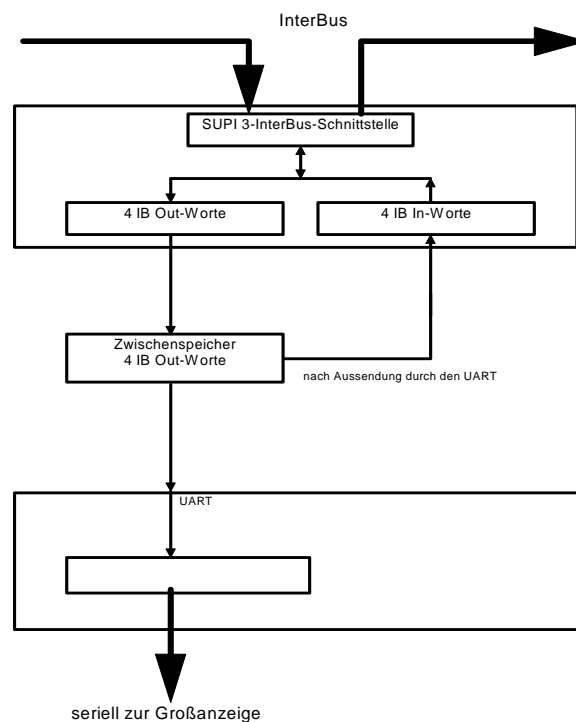 InterBus
SUPI 3-InterBus-Schnittstelle
4 IB Out-Worte
4 IB In-Worte
Zwischenspeicher
4 IB Out-Worte
nach Aussendung durch den UART
UART
seriell zur Großanzeige